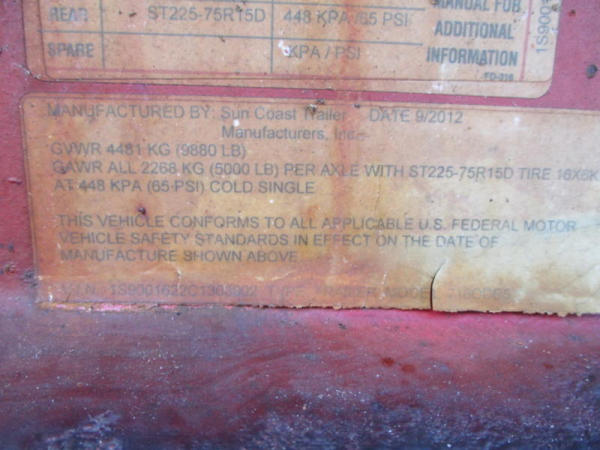 REAR ST225-75R15D 448 KPA/65 PSI
SPARE KPA / PSI
MANUAL FOR
ADDITIONAL
INFORMATION
MANUFACTURED BY: Sun Coast Trailer DATE 9/2012
Manufacturers, Inc.
GVWR 4481 KG (9880 LB)
GAWR ALL 2268 KG (5000 LB) PER AXLE WITH ST225-75R15D TIRE
AT 448 KPA (65 PSI) COLD SINGLE
THIS VEHICLE CONFORMS TO ALL APPLICABLE U.S. FEDERAL MOTOR
VEHICLE SAFETY STANDARDS IN EFFECT ON THE DATE OF
MANUFACTURE SHOWN ABOVE
TYPE TRAILER MODEL